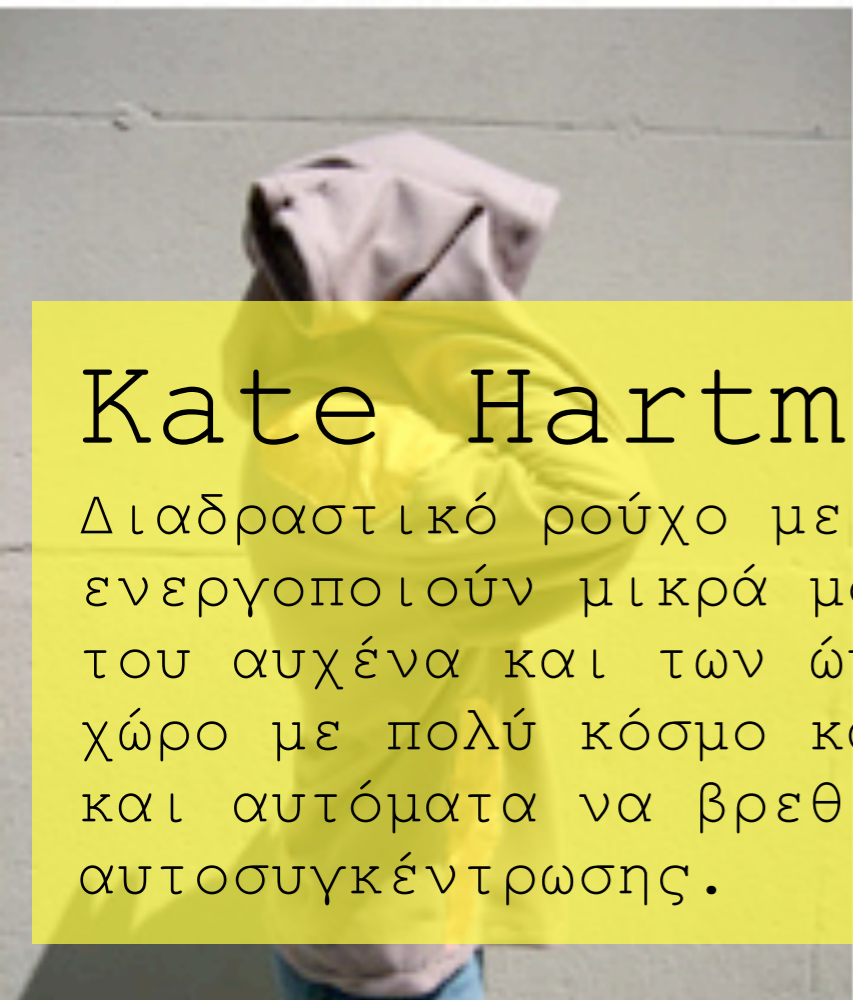 Kate Hartm
Διαδραστικό ρούχο με
ενεργοποιούν μικρά
του αυχένα και των
χώρο με πολύ κόσμο
και αυτόματα να βρεθ
αυτοσυγκέντρωσης.